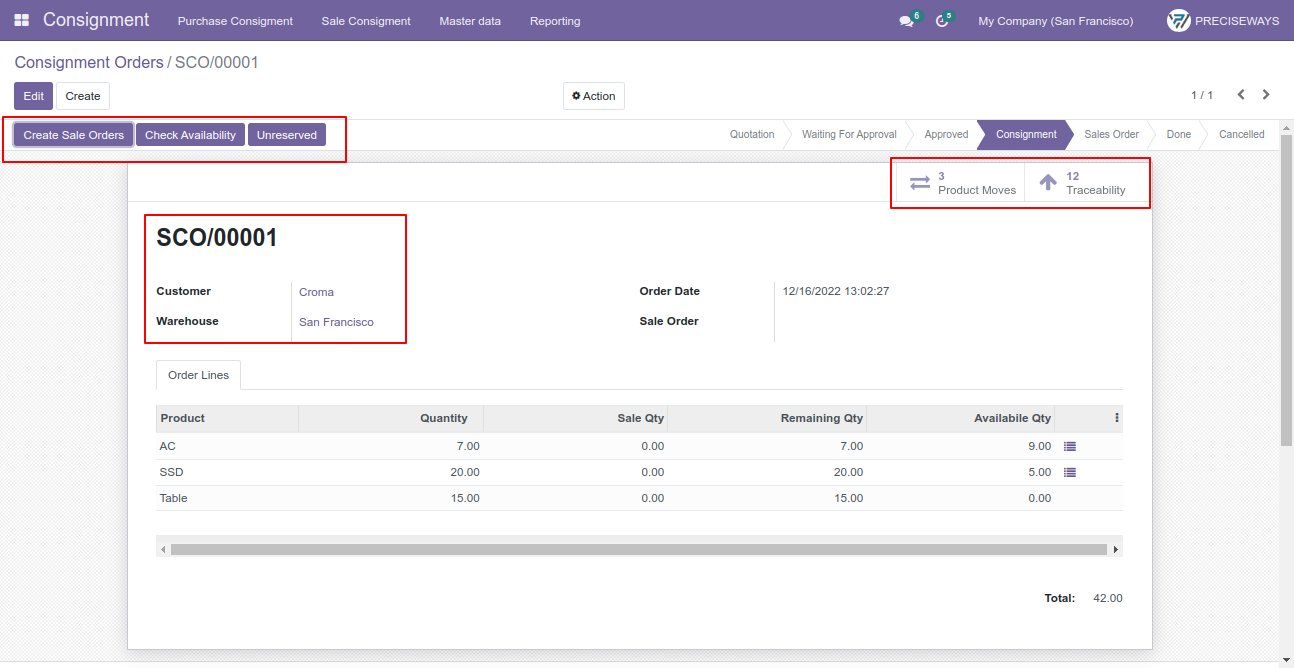 Consignment Purchase Consigment Sale Consigment Master data Reporting 6 5 My Company (San Francisco) PRECISEWAYS
Consignment Orders / SCO/00001
Edit Create Action 1 / 1
Create Sale Orders Check Availability Unreserved Quotation Waiting For Approval Approved Consignment Sales Order Done Cancelled
3 Product Moves 12 Traceability
SCO/00001
Customer Croma Order Date 12/16/2022 13:02:27
Warehouse San Francisco Sale Order
Order Lines
Product Quantity Sale Qty Remaining Qty Availabile Qty
AC 7.00 0.00 7.00 9.00
SSD 20.00 0.00 20.00 5.00
Table 15.00 0.00 15.00 0.00
Total: 42.00